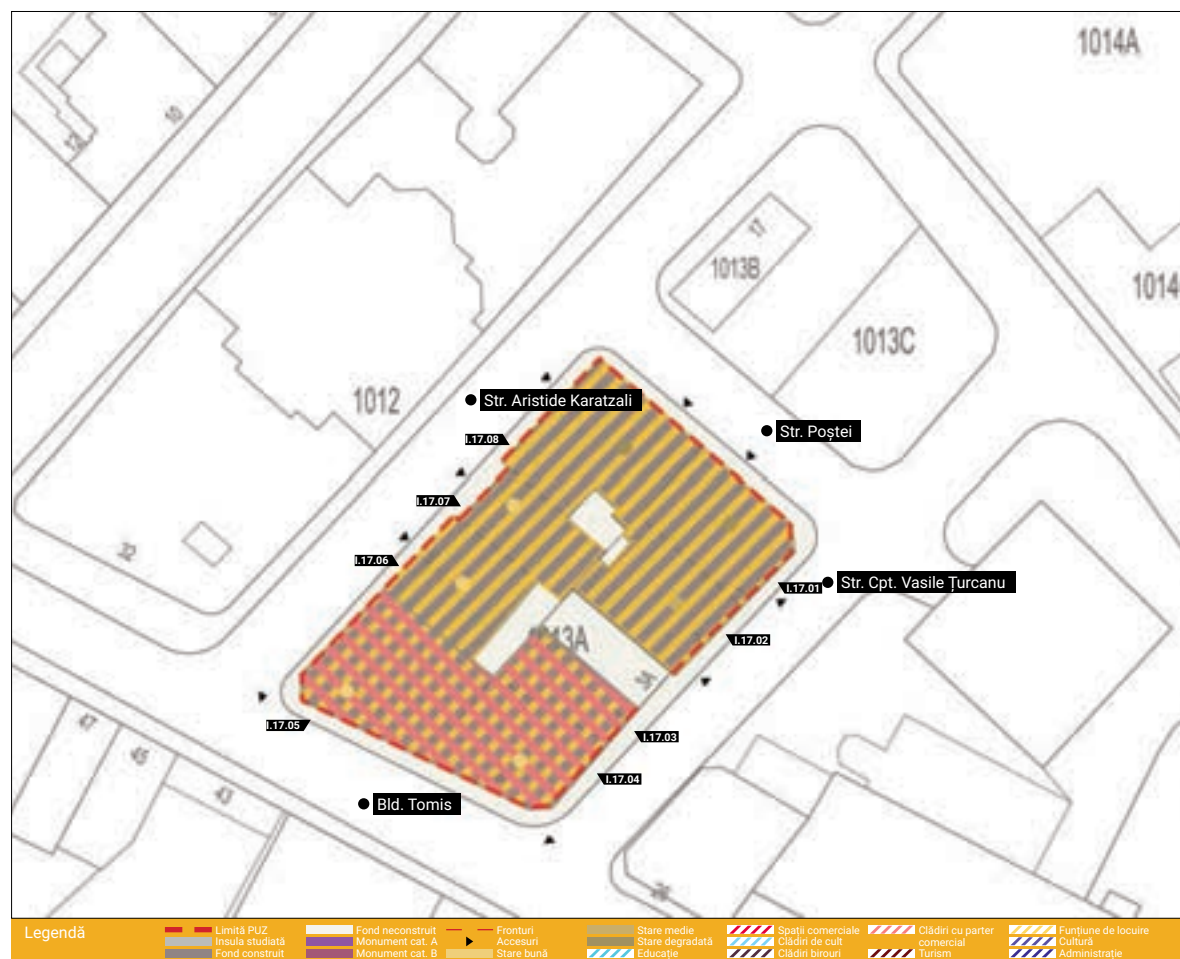 1014A
10
12
17
1013B
1014
1013C
1012
Str. Aristide Karatzali
Str. Poștei
I.17.08
I.17.07
I.17.06
32
Str. Cpt. Vasile Țurcanu
I.17.01
I.17.02
3A
I.17.03
I.17.04
I.17.05
47
45
43
Bld. Tomis
26
Legendă
Limită PUZ
Insula studiată
Fond construit
Fond neconstruit
Monument cat. A
Monument cat. B
Fronturi
Accesuri
Stare bună
Stare medie
Stare degradată
Educație
Spații comerciale
Clădiri de cult
Clădiri birouri
Clădiri cu parter
comercial
Turism
Funcțiune de locuire
Cultură
Administrație